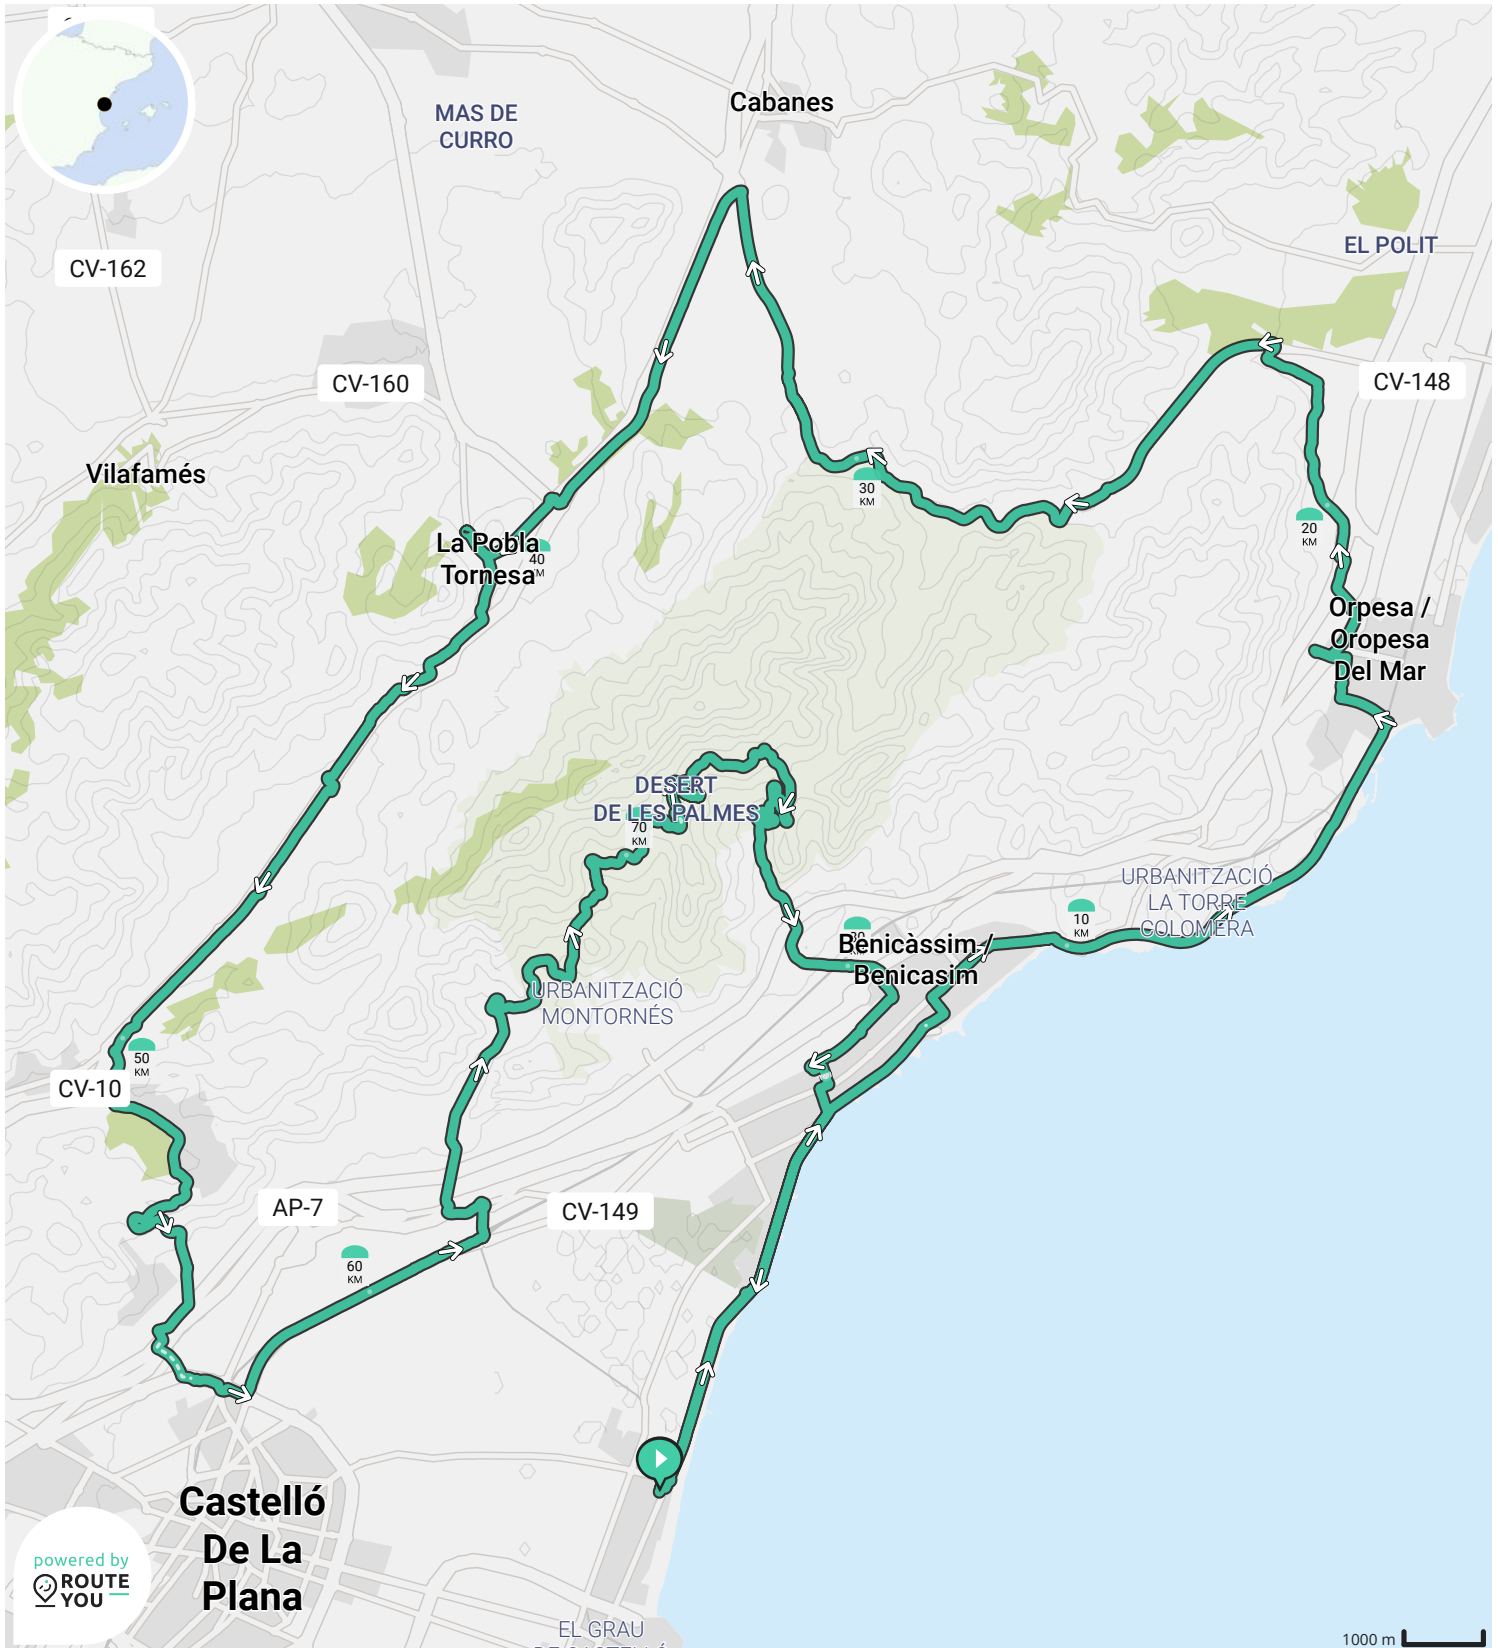 Cabanes
MAS DE
CURRO
EL POLIT
CV-162
CV-160
CV-148
Vilafamés
30
KM
20
KM
La Pobla
Tornesa
40
KM
Orpesa /
Oropesa
Del Mar
DESERT
DE LES PALMES
70
KM
URBANITZACIÓ
LA TORRE
COLOMERA
10
KM
Benicàssim /
Benicasim
URBANITZACIÓ
MONTORNÉS
50
KM
CV-10
AP-7
CV-149
60
KM
Castelló
De La
Plana
powered by
ROUTE
YOU
EL GRAU
1000 m